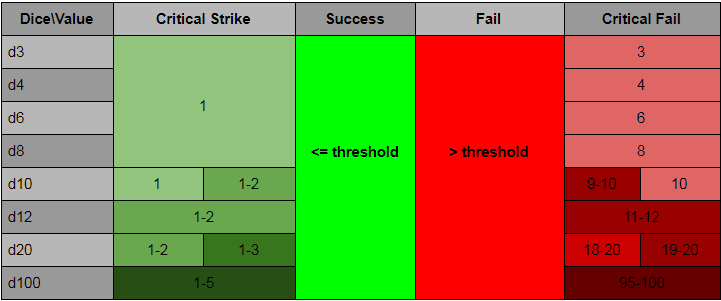 Dice\Value Critical Strike Success Fail Critical Fail
d3 3
d4 4
1
d6 6
d8 <= threshold > threshold 8
d10 1 1-2 9-10 10
d12 1-2 11-12
d20 1-2 1-3 18-20 19-20
d100 1-5 95-100